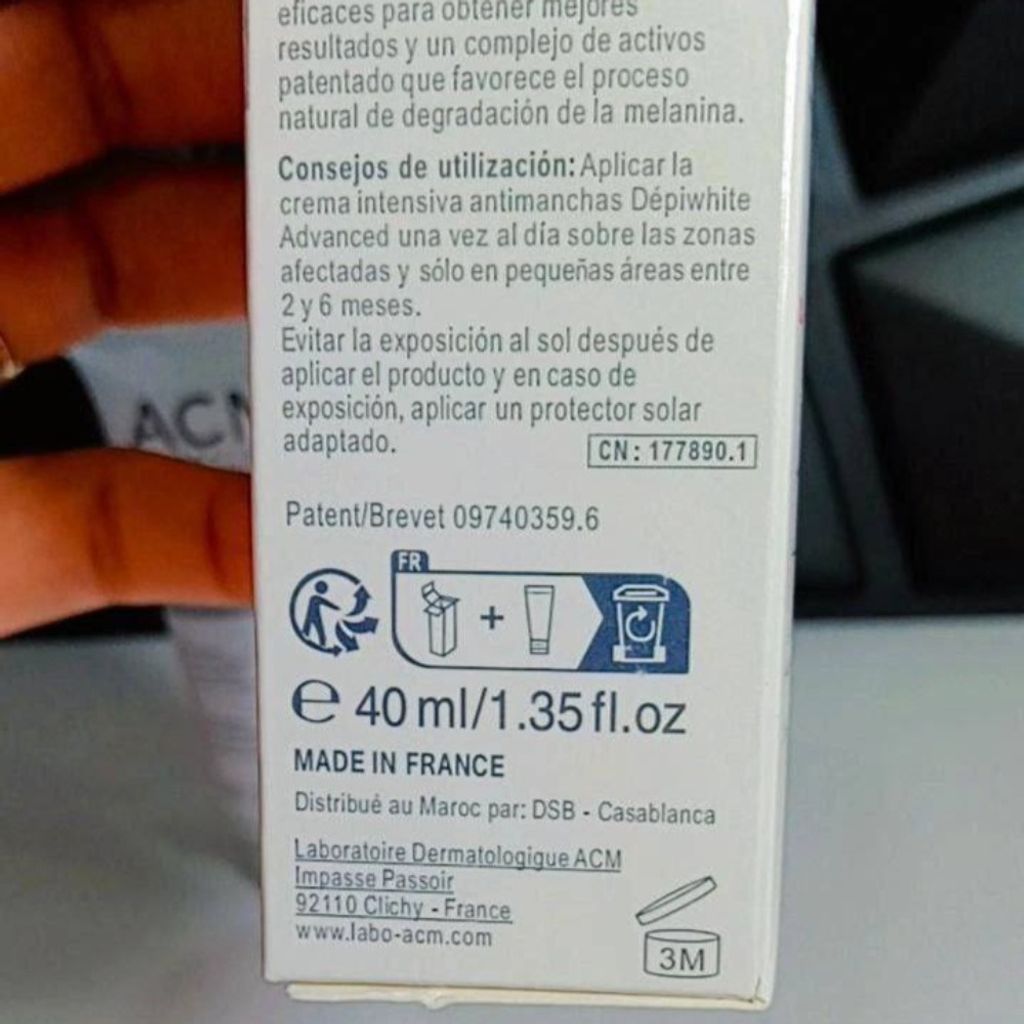 eficaces para obtener mejores
resultados y un complejo de activos
patentado que favorece el proceso
natural de degradación de la melanina.
Consejos de utilización: Aplicar la
crema intensiva antimanchas Dépiwhite
Advanced una vez al día sobre las zonas
afectadas y sólo en pequeñas áreas entre
2 y 6 meses.
Evitar la exposición al sol después de
aplicar el producto y en caso de
exposición, aplicar un protector solar
adaptado.
CN : 177890.1
Patent/Brevet 09740359.6
FR
+
℮ 40 ml/1.35 fl.oz
MADE IN FRANCE
Distribué au Maroc par: DSB - Casablanca
Laboratoire Dermatologique ACM
Impasse Passoir
92110 Clichy - France
www.labo-acm.com
3M